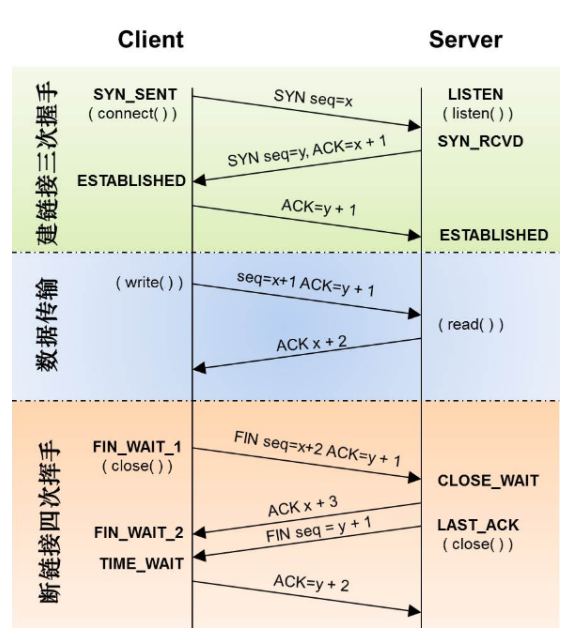 Client
Server
建链接三次握手
SYN_SENT
( connect( ) )
SYN seq=x
LISTEN
( listen( ) )
SYN_RCVD
SYN seq=y, ACK=x + 1
ESTABLISHED
ACK=y + 1
ESTABLISHED
数据传输
( write( ) )
seq=x+1 ACK=y + 1
( read( ) )
ACK x + 2
断链接四次挥手
FIN_WAIT_1
( close( ) )
FIN seq=x+2 ACK=y + 1
CLOSE_WAIT
ACK x + 3
FIN_WAIT_2
FIN seq = y + 1
LAST_ACK
( close( ) )
TIME_WAIT
ACK=y + 2